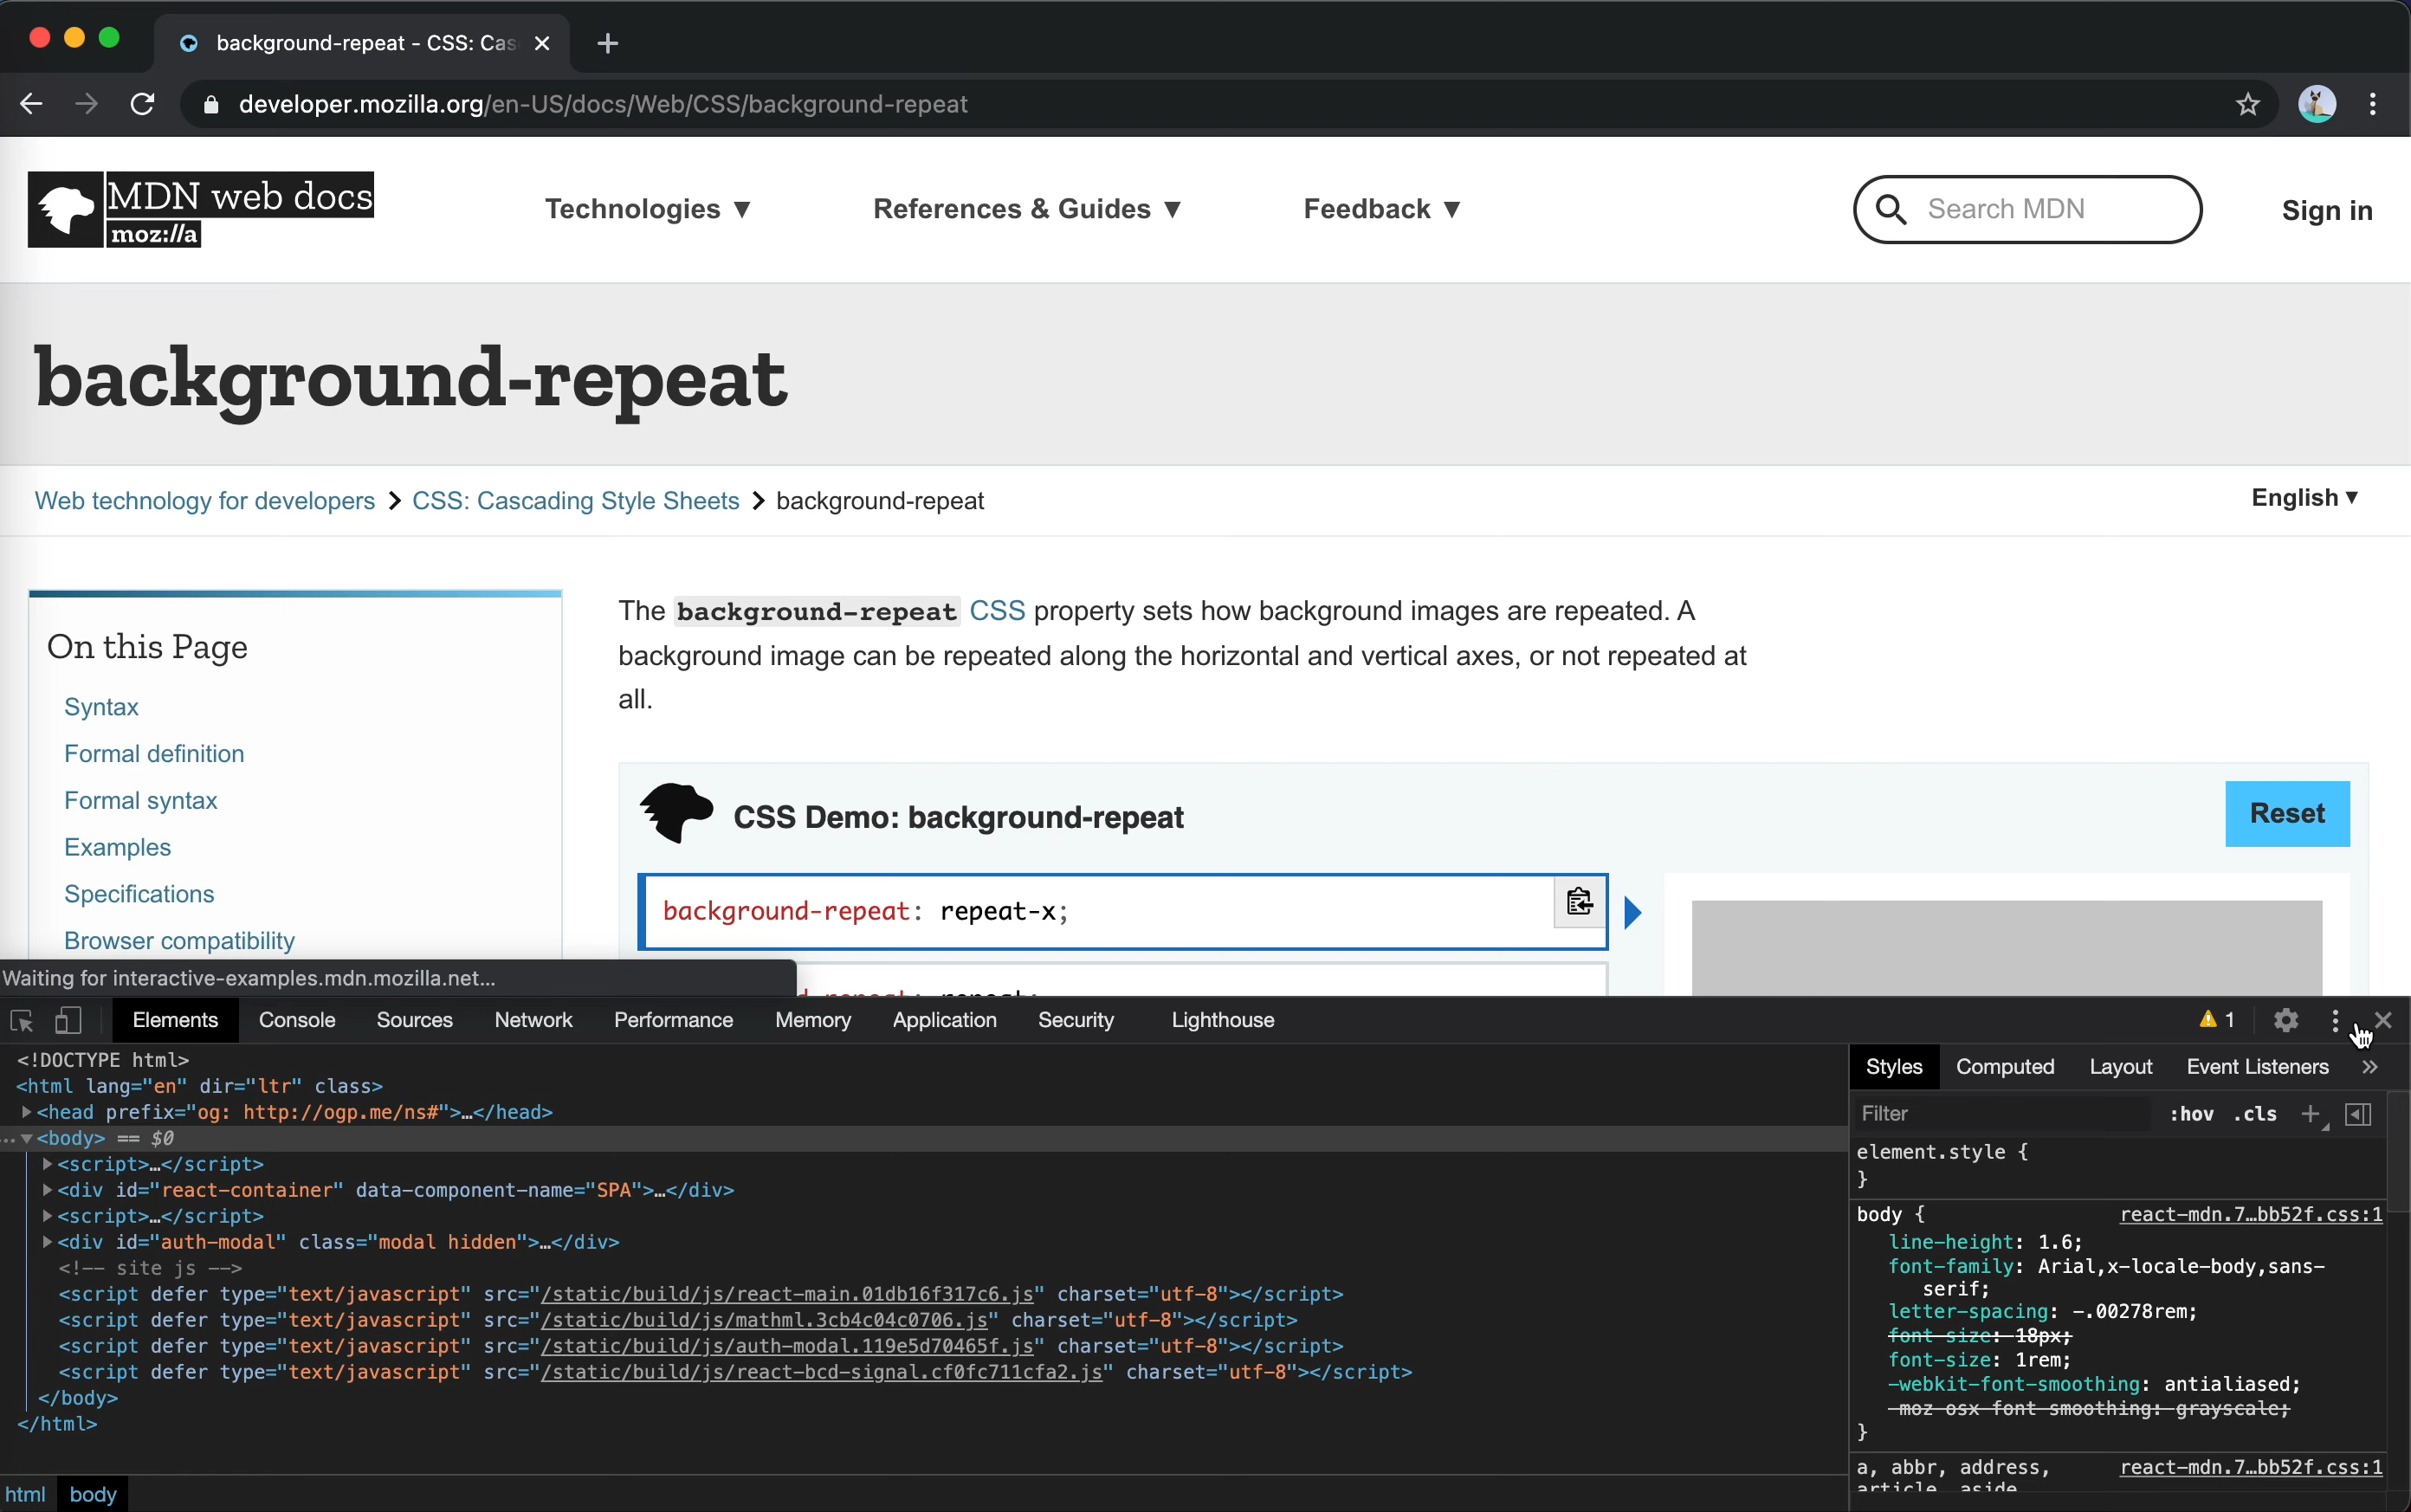 background-repeat - CSS: Cas
developer.mozilla.org/en-US/docs/Web/CSS/background-repeat
MDN web docs
moz://a
Technologies ▼
References & Guides ▼
Feedback ▼
Search MDN
Sign in
background-repeat
Web technology for developers > CSS: Cascading Style Sheets > background-repeat
English ▼
On this Page
Syntax
Formal definition
Formal syntax
Examples
Specifications
Browser compatibility
The background-repeat CSS property sets how background images are repeated. A
background image can be repeated along the horizontal and vertical axes, or not repeated at
all.
CSS Demo: background-repeat
Reset
background-repeat: repeat-x;
Waiting for interactive-examples.mdn.mozilla.net...
Elements Console Sources Network Performance Memory Application Security Lighthouse
1
<!DOCTYPE html>
<html lang="en" dir="ltr" class>
<head prefix="og: http://ogp.me/ns#">…</head>
<body> == $0
<script>…</script>
<div id="react-container" data-component-name="SPA">…</div>
<script>…</script>
<div id="auth-modal" class="modal hidden">…</div>
<!-- site js -->
<script defer type="text/javascript" src="/static/build/js/react-main.01db16f317c6.js" charset="utf-8"></script>
<script defer type="text/javascript" src="/static/build/js/mathml.3cb4c04c0706.js" charset="utf-8"></script>
<script defer type="text/javascript" src="/static/build/js/auth-modal.119e5d70465f.js" charset="utf-8"></script>
<script defer type="text/javascript" src="/static/build/js/react-bcd-signal.cf0fc711cfa2.js" charset="utf-8"></script>
</body>
</html>
html body
Styles Computed Layout Event Listeners »
Filter
:hov .cls
element.style {
}
body {
react-mdn.7…bb52f.css:1
line-height: 1.6;
font-family: Arial,x-locale-body,sans-
serif;
letter-spacing: -.00278rem;
font-size: 18px;
font-size: 1rem;
-webkit-font-smoothing: antialiased;
-moz-osx-font-smoothing: grayscale;
}
a, abbr, address,
react-mdn.7…bb52f.css:1
article, aside,